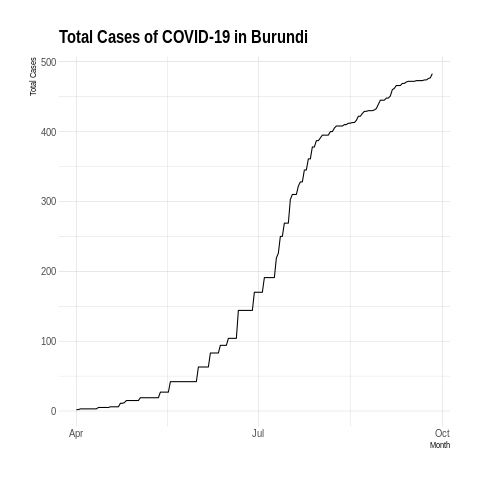 Total Cases of COVID-19 in Burundi
Total Cases
500
400
300
200
100
0
Apr
Jul
Oct
Month